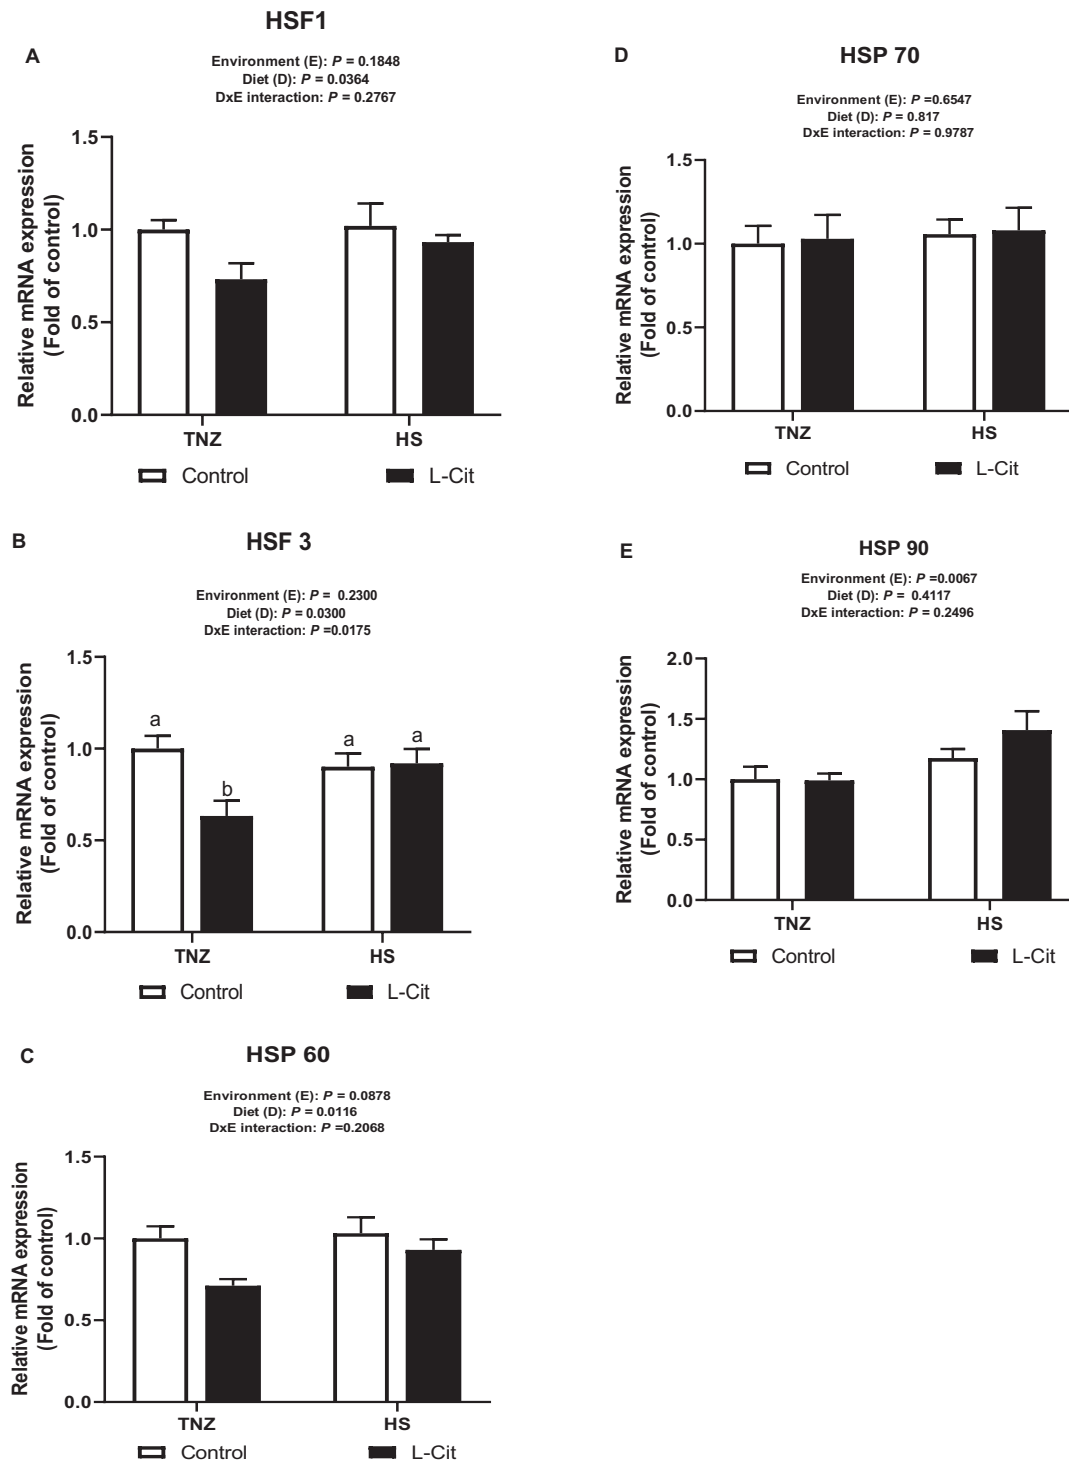 HSF1
A
Environment (E): P = 0.1848
Diet (D): P = 0.0364
DxE interaction: P = 0.2767
1.5
1.0
0.5
0.0
Relative mRNA expression
(Fold of control)
TNZ
HS
Control
L-Cit
B
HSF 3
Environment (E): P = 0.2300
Diet (D): P = 0.0300
DxE interaction: P =0.0175
1.5
1.0
0.5
0.0
Relative mRNA expression
(Fold of control)
a
b
a
a
TNZ
HS
Control
L-Cit
C
HSP 60
Environment (E): P = 0.0878
Diet (D): P = 0.0116
DxE interaction: P =0.2068
1.5
1.0
0.5
0.0
Relative mRNA expression
(Fold of control)
TNZ
HS
Control
L-Cit
D
HSP 70
Environment (E): P =0.6547
Diet (D): P = 0.817
DxE interaction: P = 0.9787
1.5
1.0
0.5
0.0
Relative mRNA expression
(Fold of control)
TNZ
HS
Control
L-Cit
E
HSP 90
Environment (E): P =0.0067
Diet (D): P = 0.4117
DxE interaction: P = 0.2496
2.0
1.5
1.0
0.5
0.0
Relative mRNA expression
(Fold of control)
TNZ
HS
Control
L-Cit